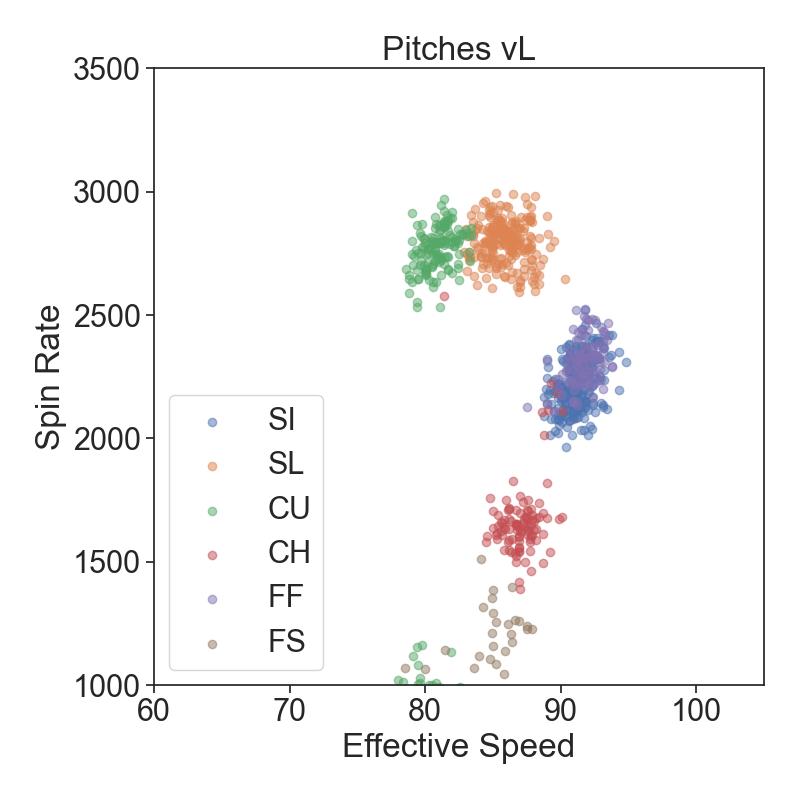 Pitches vL
3500
3000
2500
2000
1500
1000
Spin Rate
SI
SL
CU
CH
FF
FS
60 70 80 90 100
Effective Speed